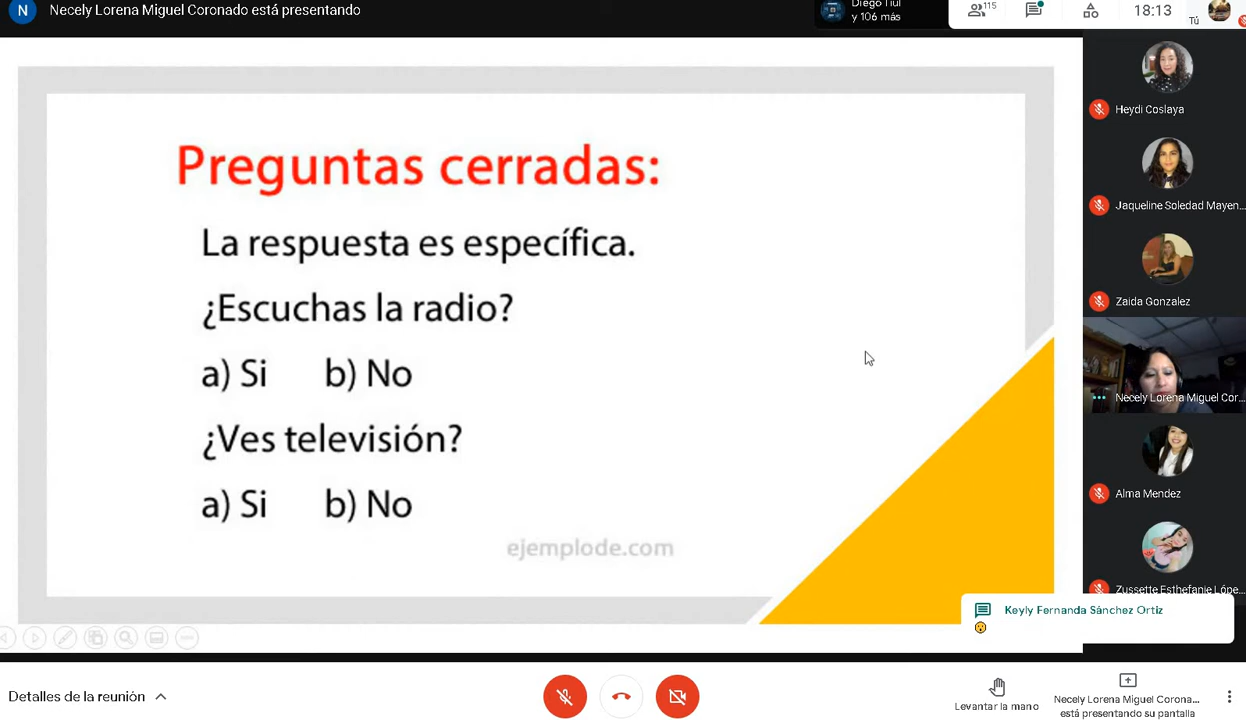 N Necely Lorena Miguel Coronado está presentando
Diego Tiul
y 106 más
115
18:13
Tú
Preguntas cerradas:
La respuesta es específica.
¿Escuchas la radio?
a) Si b) No
¿Ves televisión?
a) Si b) No
ejemplode.com
Heydi Coslaya
Jaqueline Soledad Mayen...
Zaida Gonzalez
Necely Lorena Miguel Cor...
Alma Mendez
Zussette Esthefanie Lópe...
Keyly Fernanda Sánchez Ortiz
Detalles de la reunión
Levantar la mano
Necely Lorena Miguel Corona...
está presentando su pantalla